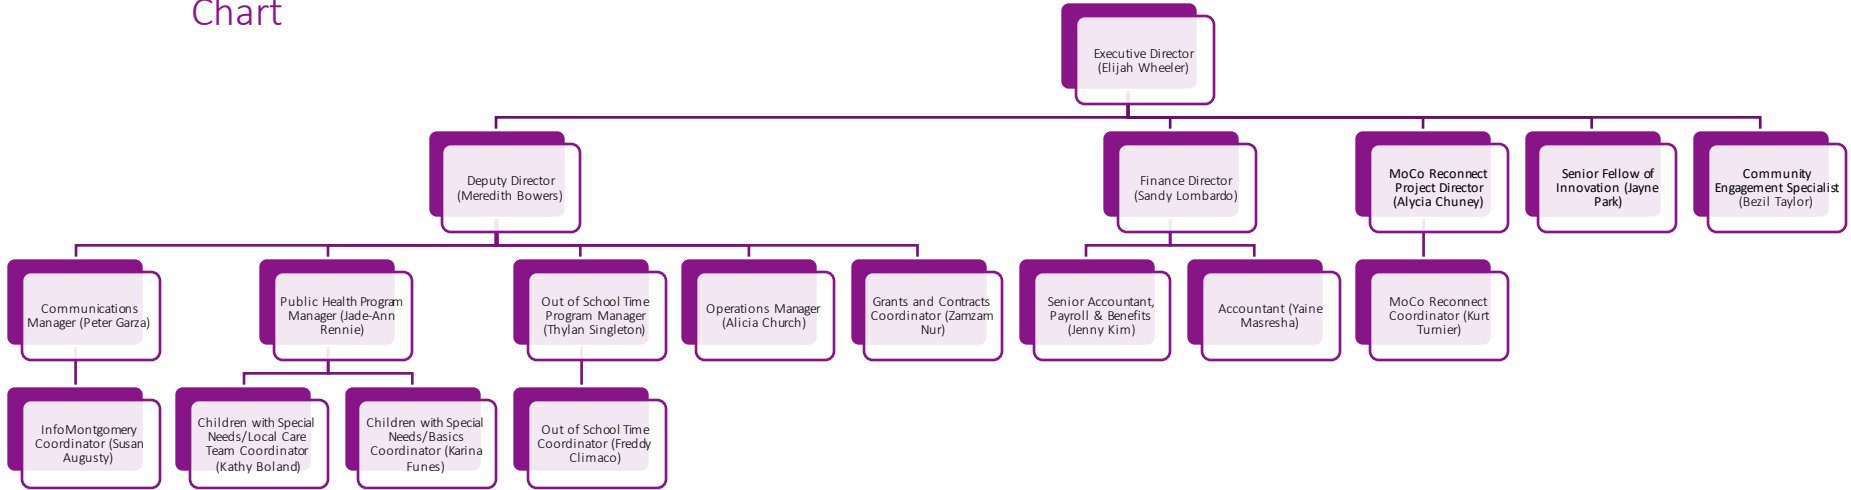 Chart
Executive Director
(Elijah Wheeler)
Deputy Director
(Meredith Bowers)
Finance Director
(Sandy Lombardo)
MoCo Reconnect
Project Director
(Alycia Chuney)
Senior Fellow of
Innovation (Jayne
Park)
Community
Engagement Specialist
(Bezil Taylor)
Communications
Manager (Peter Garza)
Public Health Program
Manager (Jade-Ann
Rennie)
Out of School Time
Program Manager
(Thylan Singleton)
Operations Manager
(Alicia Church)
Grants and Contracts
Coordinator (Zamzam
Nur)
Senior Accountant,
Payroll & Benefits
(Jenny Kim)
Accountant (Yaine
Masresha)
MoCo Reconnect
Coordinator (Kurt
Turnier)
InfoMontgomery
Coordinator (Susan
Augusty)
Children with Special
Needs/Local Care
Team Coordinator
(Kathy Boland)
Children with Special
Needs/Basics
Coordinator (Karina
Funes)
Out of School Time
Coordinator (Freddy
Climaco)